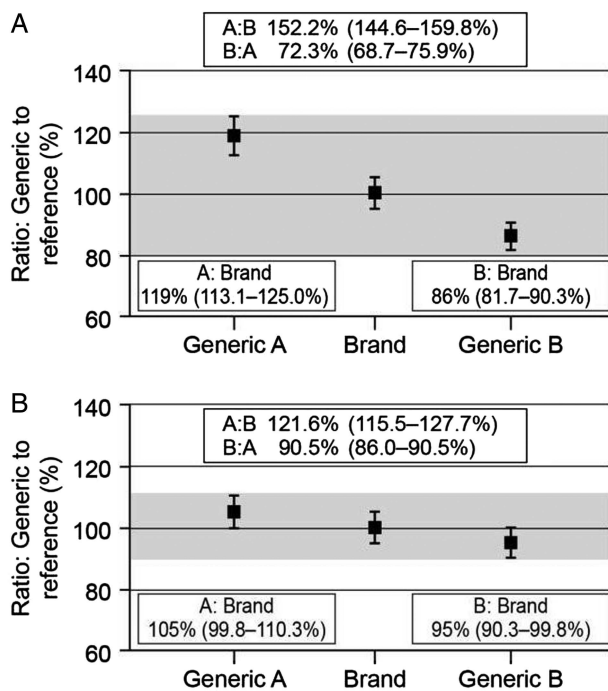 A
A:B 152.2% (144.6–159.8%)
B:A 72.3% (68.7–75.9%)
Ratio: Generic to
reference (%)
140
120
100
80
60
A: Brand
119% (113.1–125.0%)
B: Brand
86% (81.7–90.3%)
Generic A Brand Generic B
B
A:B 121.6% (115.5–127.7%)
B:A 90.5% (86.0–90.5%)
Ratio: Generic to
reference (%)
140
120
100
80
60
A: Brand
105% (99.8–110.3%)
B: Brand
95% (90.3–99.8%)
Generic A Brand Generic B